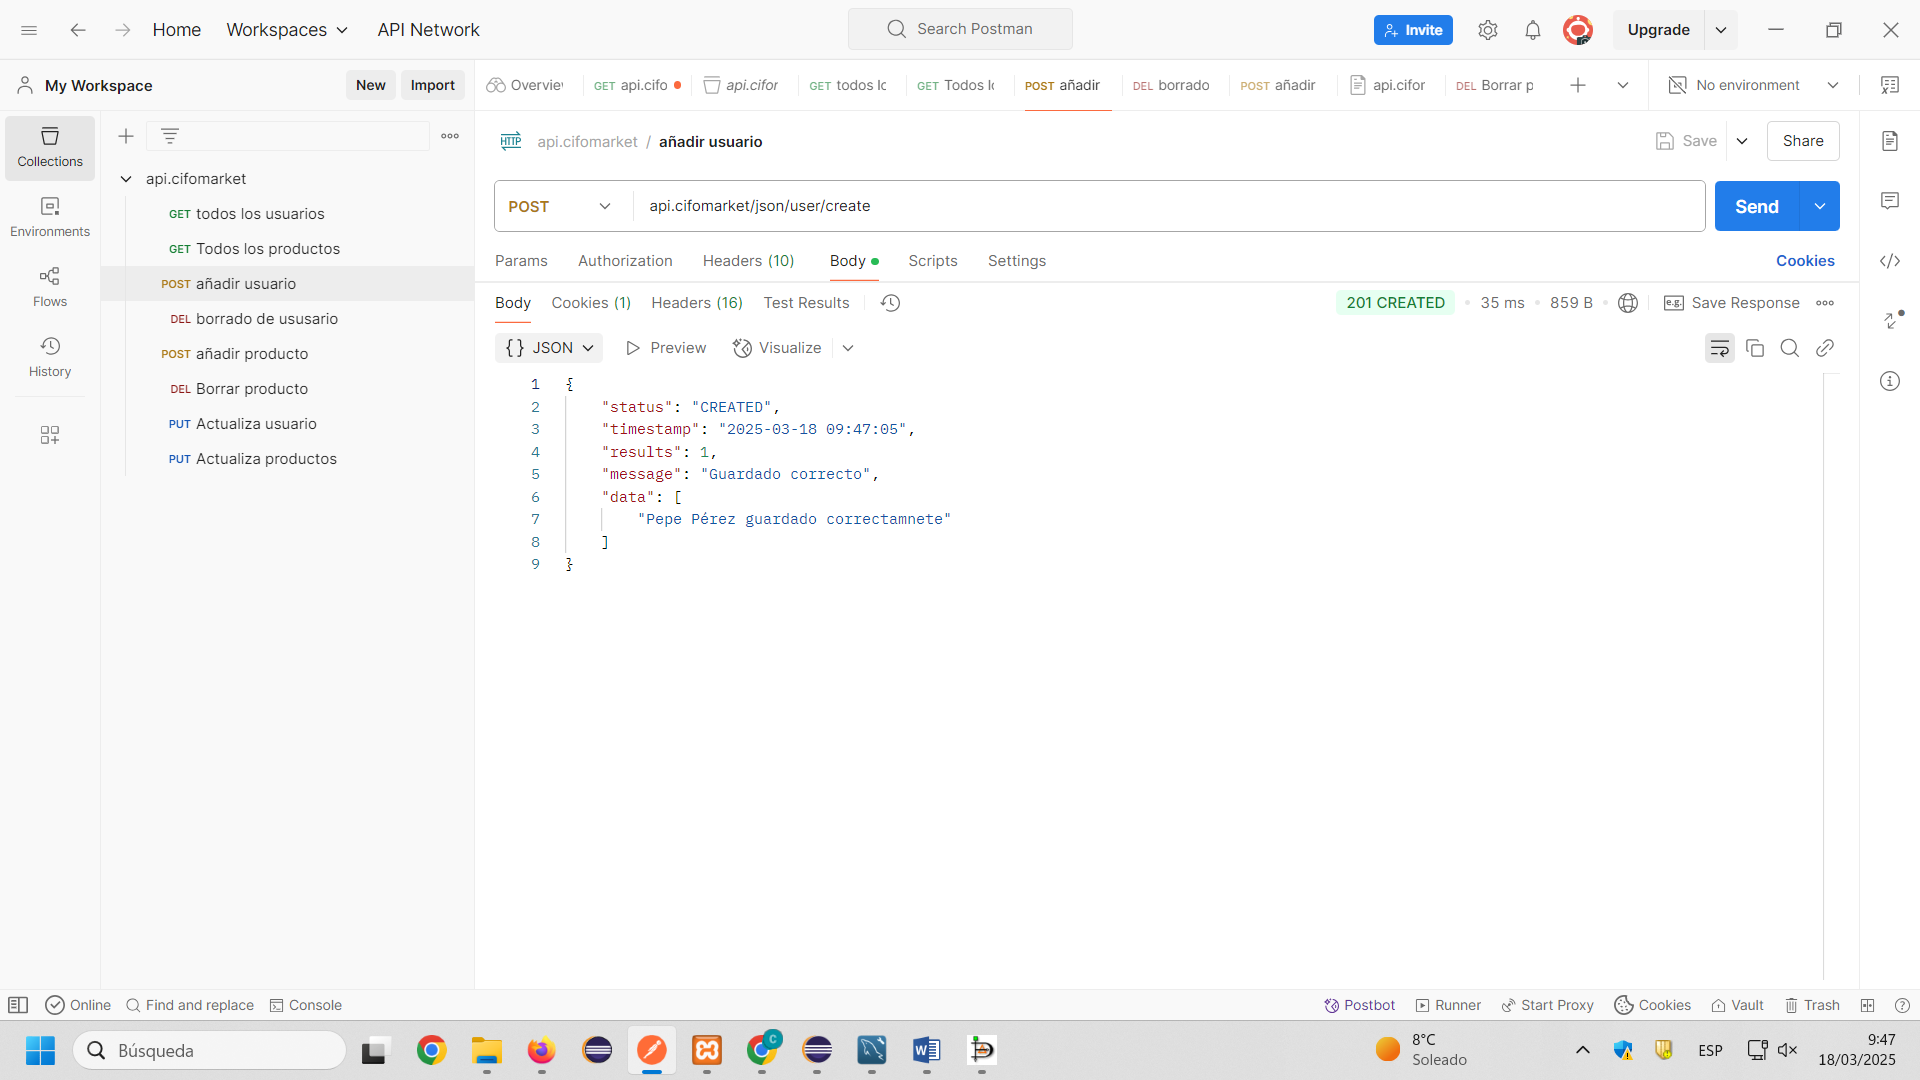 Home Workspaces API Network Search Postman Invite Upgrade
My Workspace New Import Overvie GET api.cifo api.cifor GET todos lo GET Todos lo POST añadir DEL borrado POST añadir api.cifor DEL Borrar p No environment
Collections
Environments
Flows
History
api.cifomarket
GET todos los usuarios
GET Todos los productos
POST añadir usuario
DEL borrado de ususario
POST añadir producto
DEL Borrar producto
PUT Actualiza usuario
PUT Actualiza productos
HTTP api.cifomarket / añadir usuario Save Share
POST api.cifomarket/json/user/create Send
Params Authorization Headers (10) Body Scripts Settings Cookies
Body Cookies (1) Headers (16) Test Results 201 CREATED 35 ms 859 B e.g. Save Response
{} JSON Preview Visualize
1 {
2 "status": "CREATED",
3 "timestamp": "2025-03-18 09:47:05",
4 "results": 1,
5 "message": "Guardado correcto",
6 "data": [
7 "Pepe Pérez guardado correctamnete"
8 ]
9 }
Online Find and replace Console Postbot Runner Start Proxy Cookies Vault Trash
Búsqueda C W 8°C ESP 9:47
Soleado 18/03/2025